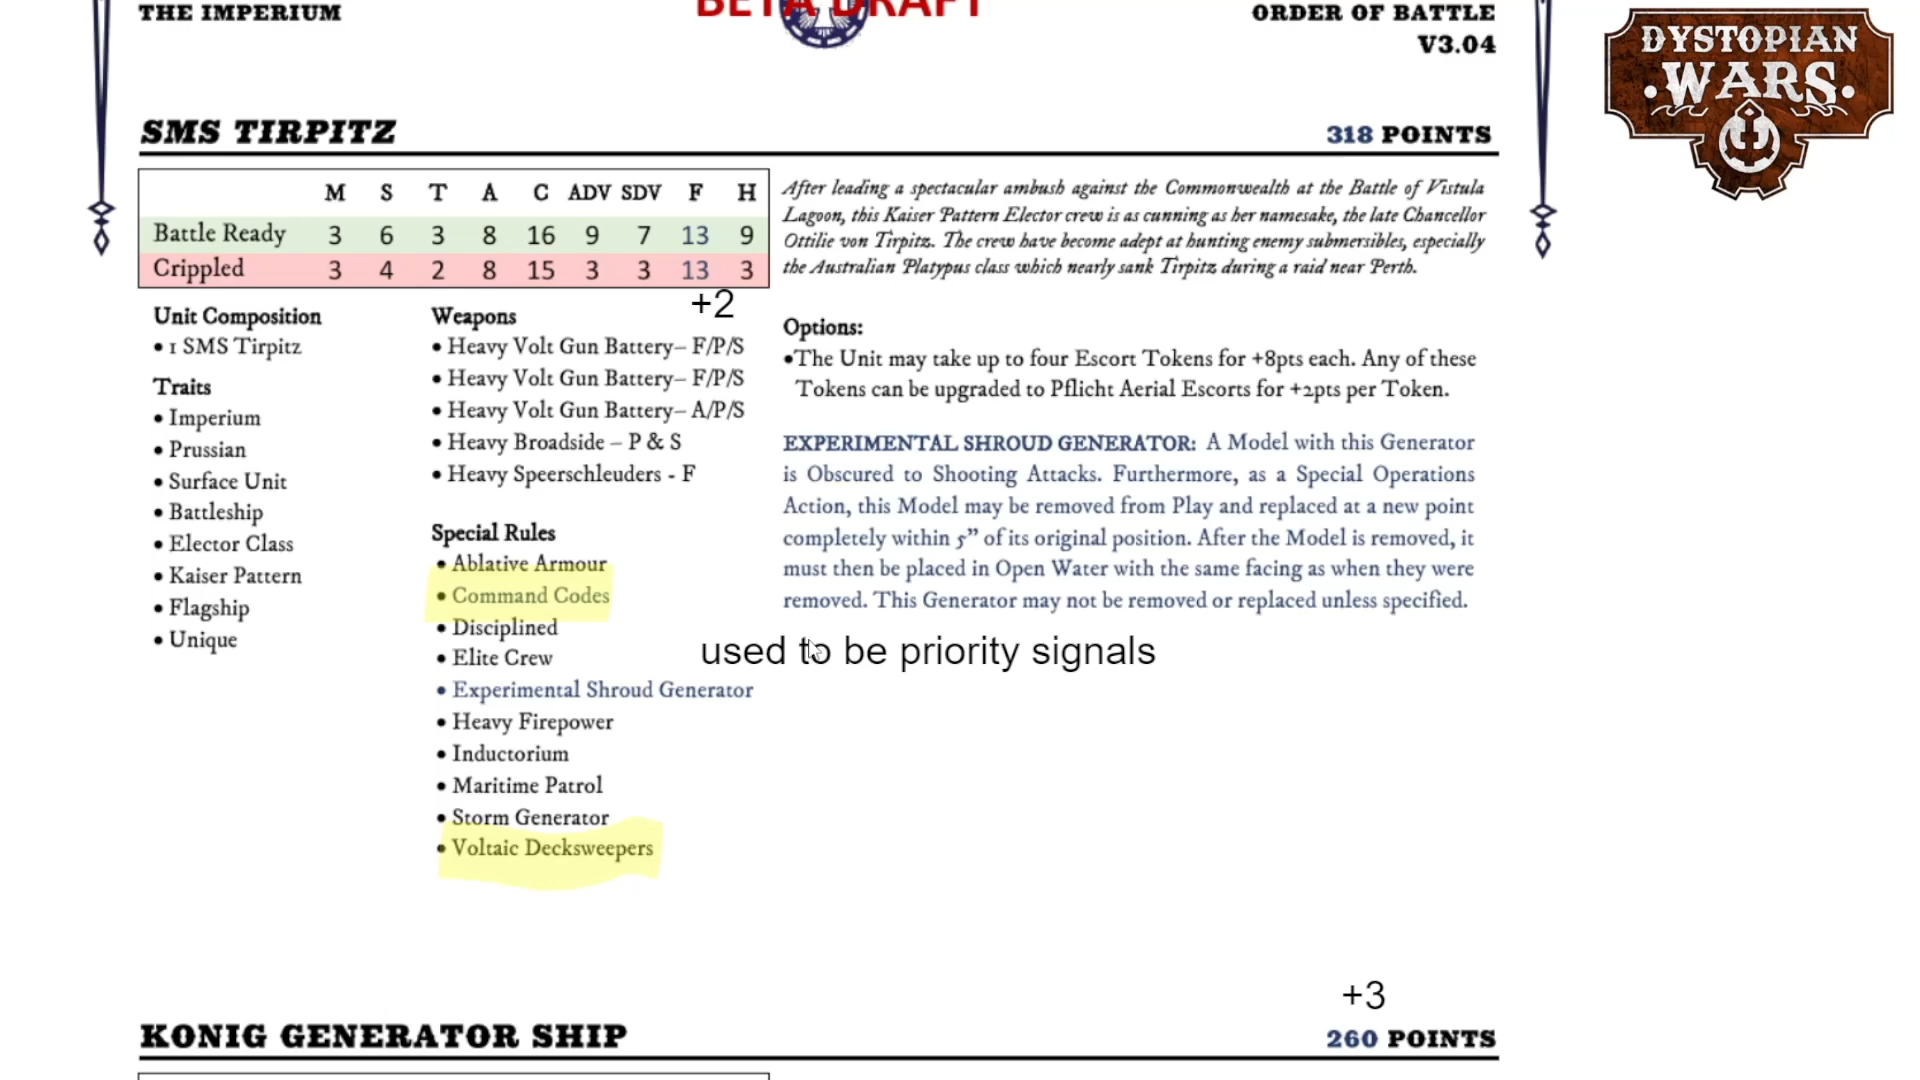 THE IMPERIUM
BETA DRAFT
ORDER OF BATTLE
V3.04
DYSTOPIAN
WARS
SMS TIRPITZ
318 POINTS
M S T A C ADV SDV F H
Battle Ready 3 6 3 8 16 9 7 13 9
Crippled 3 4 2 8 15 3 3 13 3
+2
After leading a spectacular ambush against the Commonwealth at the Battle of Vistula
Lagoon, this Kaiser Pattern Elector crew is as cunning as her namesake, the late Chancellor
Ottilie von Tirpitz. The crew have become adept at hunting enemy submersibles, especially
the Australian Platypus class which nearly sank Tirpitz during a raid near Perth.
Unit Composition
• 1 SMS Tirpitz
Traits
• Imperium
• Prussian
• Surface Unit
• Battleship
• Elector Class
• Kaiser Pattern
• Flagship
• Unique
Weapons
• Heavy Volt Gun Battery– F/P/S
• Heavy Volt Gun Battery– F/P/S
• Heavy Volt Gun Battery– A/P/S
• Heavy Broadside – P & S
• Heavy Speerschleuders - F
Special Rules
• Ablative Armour
• Command Codes
• Disciplined
• Elite Crew
• Experimental Shroud Generator
• Heavy Firepower
• Inductorium
• Maritime Patrol
• Storm Generator
• Voltaic Decksweepers
Options:
•The Unit may take up to four Escort Tokens for +8pts each. Any of these
Tokens can be upgraded to Pflicht Aerial Escorts for +2pts per Token.
EXPERIMENTAL SHROUD GENERATOR: A Model with this Generator
is Obscured to Shooting Attacks. Furthermore, as a Special Operations
Action, this Model may be removed from Play and replaced at a new point
completely within 5” of its original position. After the Model is removed, it
must then be placed in Open Water with the same facing as when they were
removed. This Generator may not be removed or replaced unless specified.
used to be priority signals
+3
KONIG GENERATOR SHIP
260 POINTS